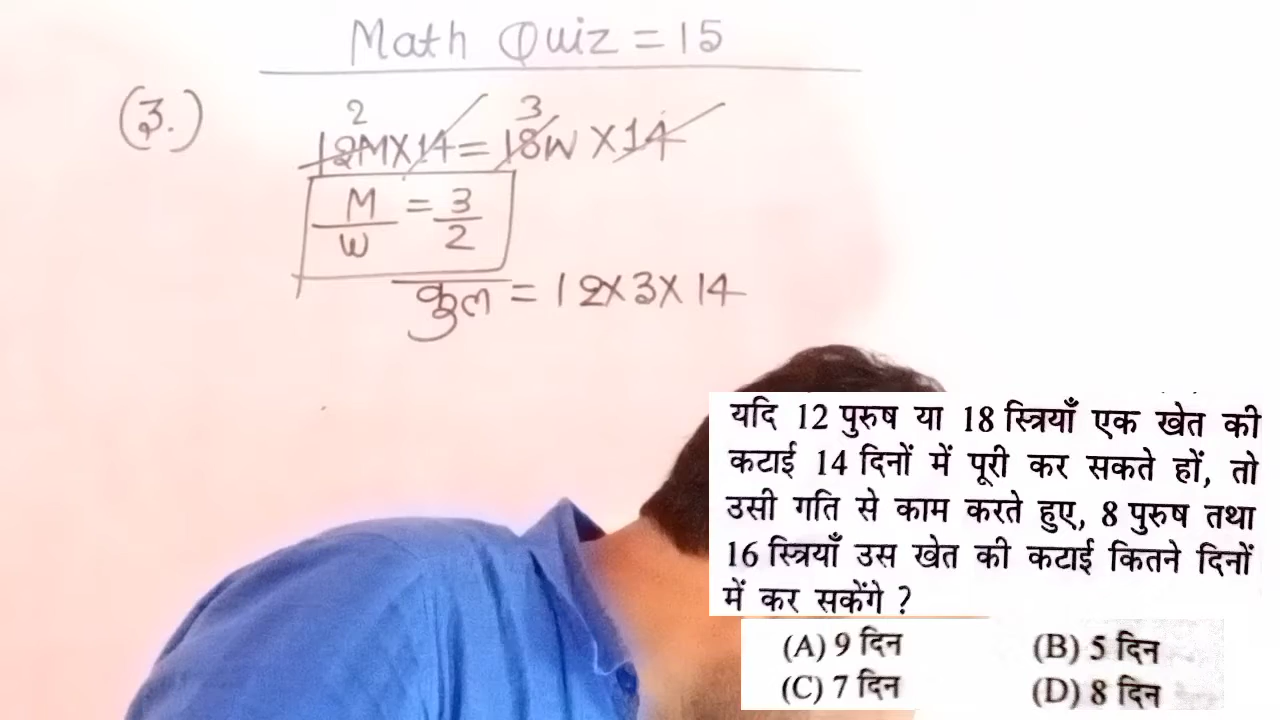 Math Quiz = 15
(3.)
2 3
12M×14 = 18W×14
M/W = 3/2
कुल = 12×3×14
यदि 12 पुरुष या 18 स्त्रियाँ एक खेत की
कटाई 14 दिनों में पूरी कर सकते हों, तो
उसी गति से काम करते हुए, 8 पुरुष तथा
16 स्त्रियाँ उस खेत की कटाई कितने दिनों
में कर सकेंगे ?
(A) 9 दिन (B) 5 दिन
(C) 7 दिन (D) 8 दिन